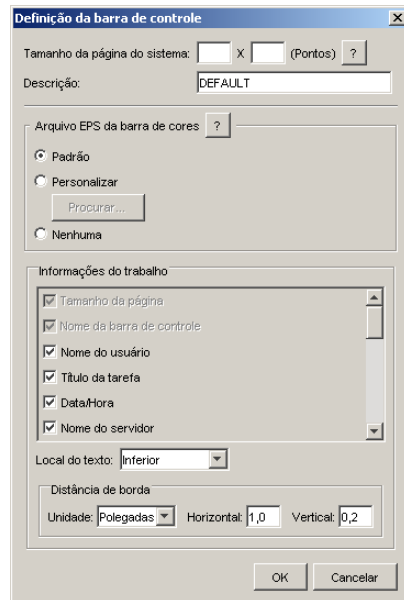 Definição da barra de controle
Tamanho da página do sistema: X (Pontos) ?
Descrição: DEFAULT
Arquivo EPS da barra de cores ?
Padrão
Personalizar
Procurar...
Nenhuma
Informações do trabalho
Tamanho da página
Nome da barra de controle
Nome do usuário
Título da tarefa
Data/Hora
Nome do servidor
Local do texto: Inferior
Distância de borda
Unidade: Polegadas Horizontal: 1,0 Vertical: 0,2
OK Cancelar